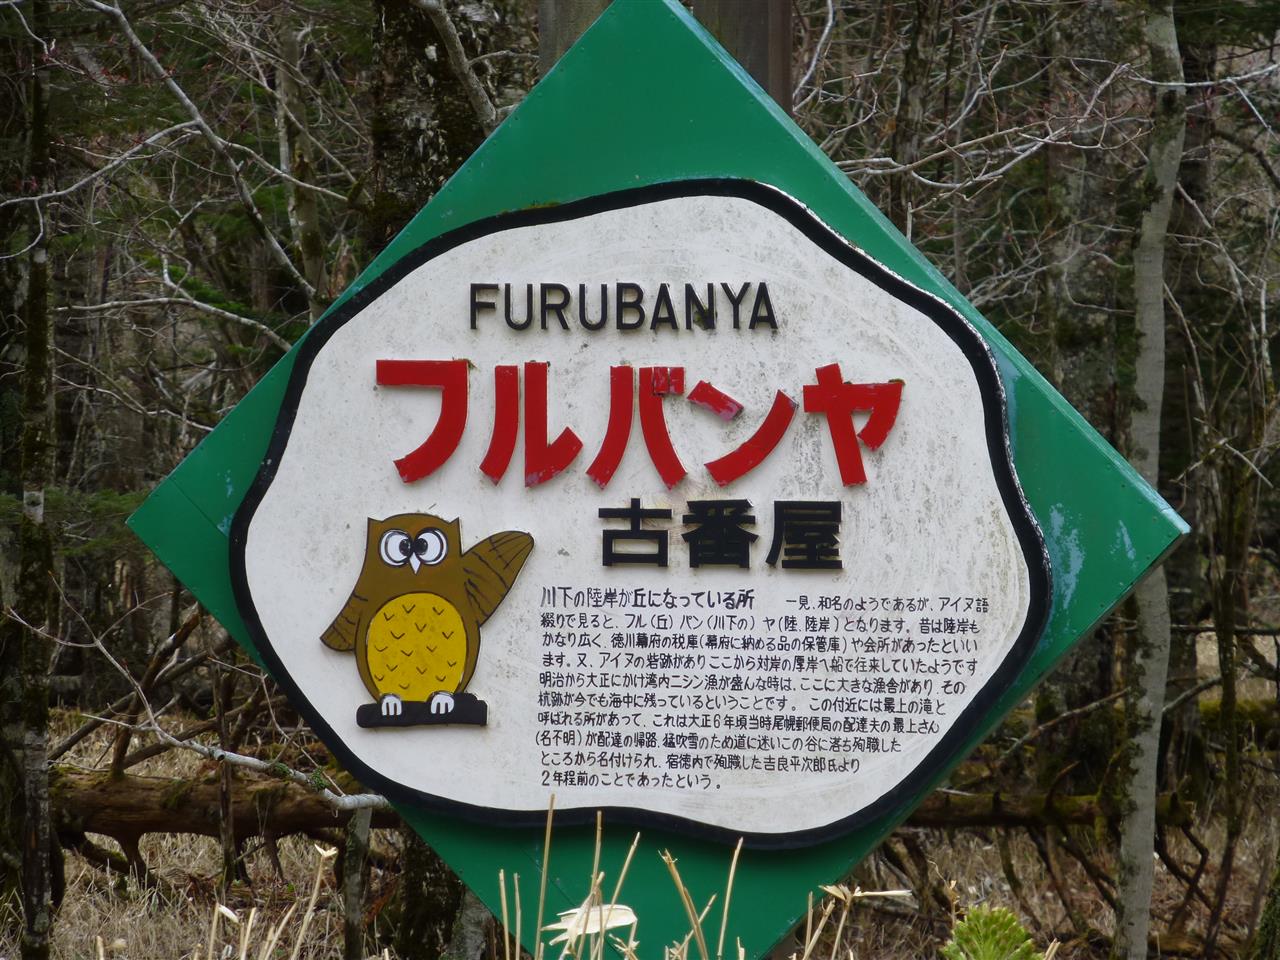 FURUBANYA
フルバンヤ
古番屋
川下の陸岸が丘になっている所　一見、和名のようであるが、アイヌ語
綴りで見ると、フル(丘)バン(川下の)ヤ(陸、陸岸)となります。昔は陸岸も
かなり広く、徳川幕府の税庫(幕府に納める品の保管庫)や会所があったといい
ます。又、アイヌの砦跡がありここから対岸の厚岸へ船で往来していたようです
明治から大正にかけ湾内ニシン漁が盛んな時は、ここに大きな漁舎があり、その
杭跡が今でも海中に残っているということです。この付近には最上の滝と
呼ばれる所があって、これは大正6年頃当時尾幌郵便局の配達夫の最上さん
(名不明)が配達の帰路、猛吹雪のため道に迷いこの谷に落ち殉職した
ところから名付けられ、宿徳内で殉職した吉良平次郎氏より
2年程前のことであったという。